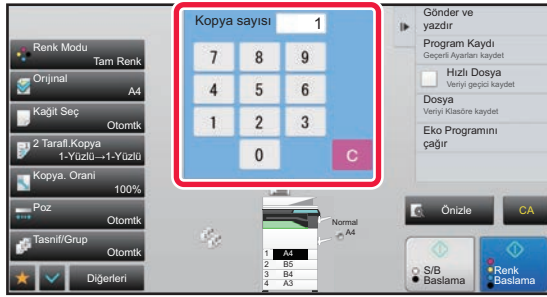 Renk Modu
Tam Renk
Orijinal
A4
Kağit Seç
Otomtk
2 Tarafl.Kopya
1-Yüzlü→1-Yüzlü
Kopya. Orani
100%
Poz
Otomtk
Tasnif/Grup
Otomtk
Diğerleri
Kopya sayısı 1
7 8 9
4 5 6
1 2 3
0 C
Normal
A4
1 A4
2 B5
3 B4
4 A3
Gönder ve
yazdır
Program Kaydı
Geçerli Ayarları kaydet
Hızlı Dosya
Veriyi geçici kaydet
Dosya
Veriyi Klasöre kaydet
Eko Programını
çağır
Önizle
CA
S/B
Baslama
Renk
Baslama